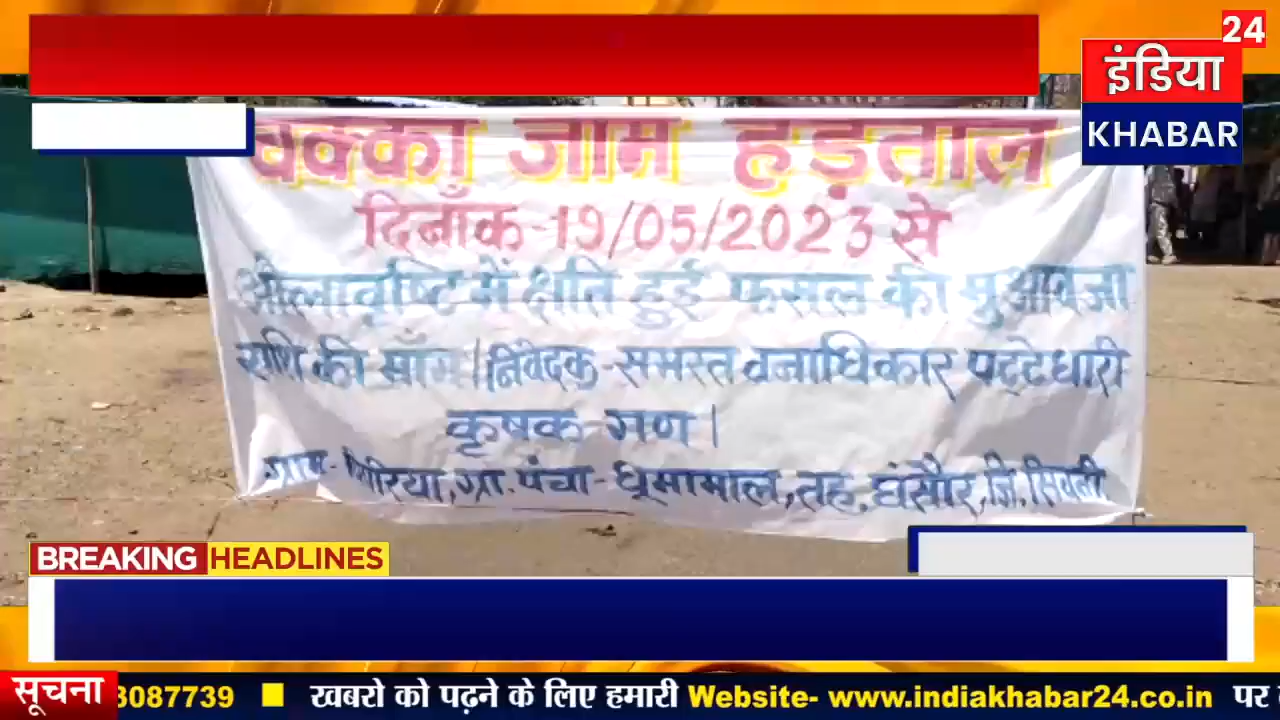 24
इंडिया
KHABAR
चक्का जाम हड़ताल
दिनाँक-19/05/2023 से
ओलावृष्टि में क्षति हुई फसल की मुआवजा
राशि की माँग। निवेदक-समस्त वनाधिकार पट्टेधारी
कृषक-गण।
ग्राम- ग्रा. पंचा-धूमामाल, तह. घंसौर, जि. सिवनी
BREAKING HEADLINES
सूचना 3087739 खबरो को पढ़ने के लिए हमारी Website- www.indiakhabar24.co.in पर